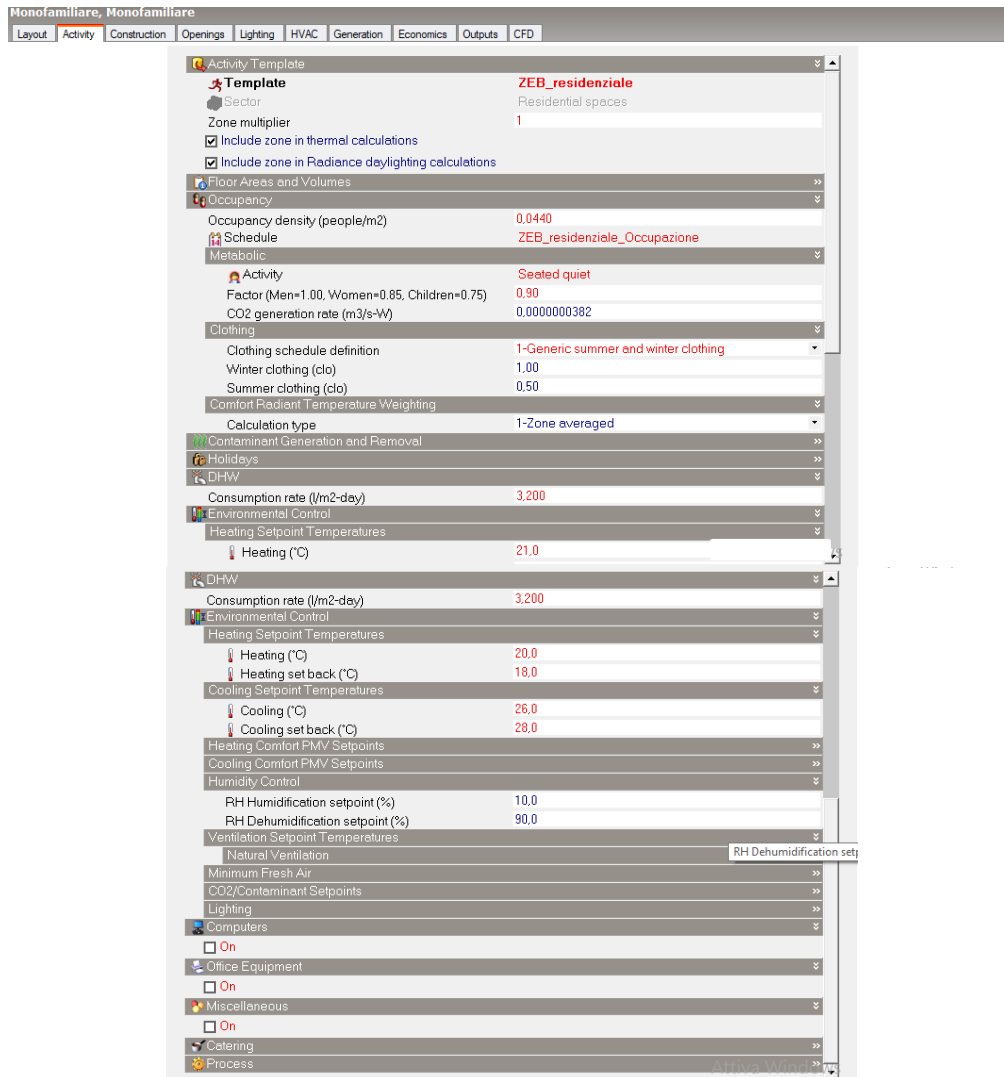 Monofamiliare, Monofamiliare
Layout Activity Construction Openings Lighting HVAC Generation Economics Outputs CFD
Activity Template
Template ZEB_residenziale
Sector Residential spaces
Zone multiplier 1
Include zone in thermal calculations
Include zone in Radiance daylighting calculations
Floor Areas and Volumes
Occupancy
Occupancy density (people/m2) 0,0440
Schedule ZEB_residenziale_Occupazione
Metabolic
Activity Seated quiet
Factor (Men=1.00, Women=0.85, Children=0.75) 0,90
CO2 generation rate (m3/s-W) 0,0000000382
Clothing
Clothing schedule definition 1-Generic summer and winter clothing
Winter clothing (clo) 1,00
Summer clothing (clo) 0,50
Comfort Radiant Temperature Weighting
Calculation type 1-Zone averaged
Contaminant Generation and Removal
Holidays
DHW
Consumption rate (l/m2-day) 3,200
Environmental Control
Heating Setpoint Temperatures
Heating (°C) 21,0
DHW
Consumption rate (l/m2-day) 3,200
Environmental Control
Heating Setpoint Temperatures
Heating (°C) 20,0
Heating set back (°C) 18,0
Cooling Setpoint Temperatures
Cooling (°C) 26,0
Cooling set back (°C) 28,0
Heating Comfort PMV Setpoints
Cooling Comfort PMV Setpoints
Humidity Control
RH Humidification setpoint (%) 10,0
RH Dehumidification setpoint (%) 90,0
Ventilation Setpoint Temperatures
Natural Ventilation
RH Dehumidification setp
Minimum Fresh Air
CO2/Contaminant Setpoints
Lighting
Computers
On
Office Equipment
On
Miscellaneous
On
Catering
Process
Attiva Windows